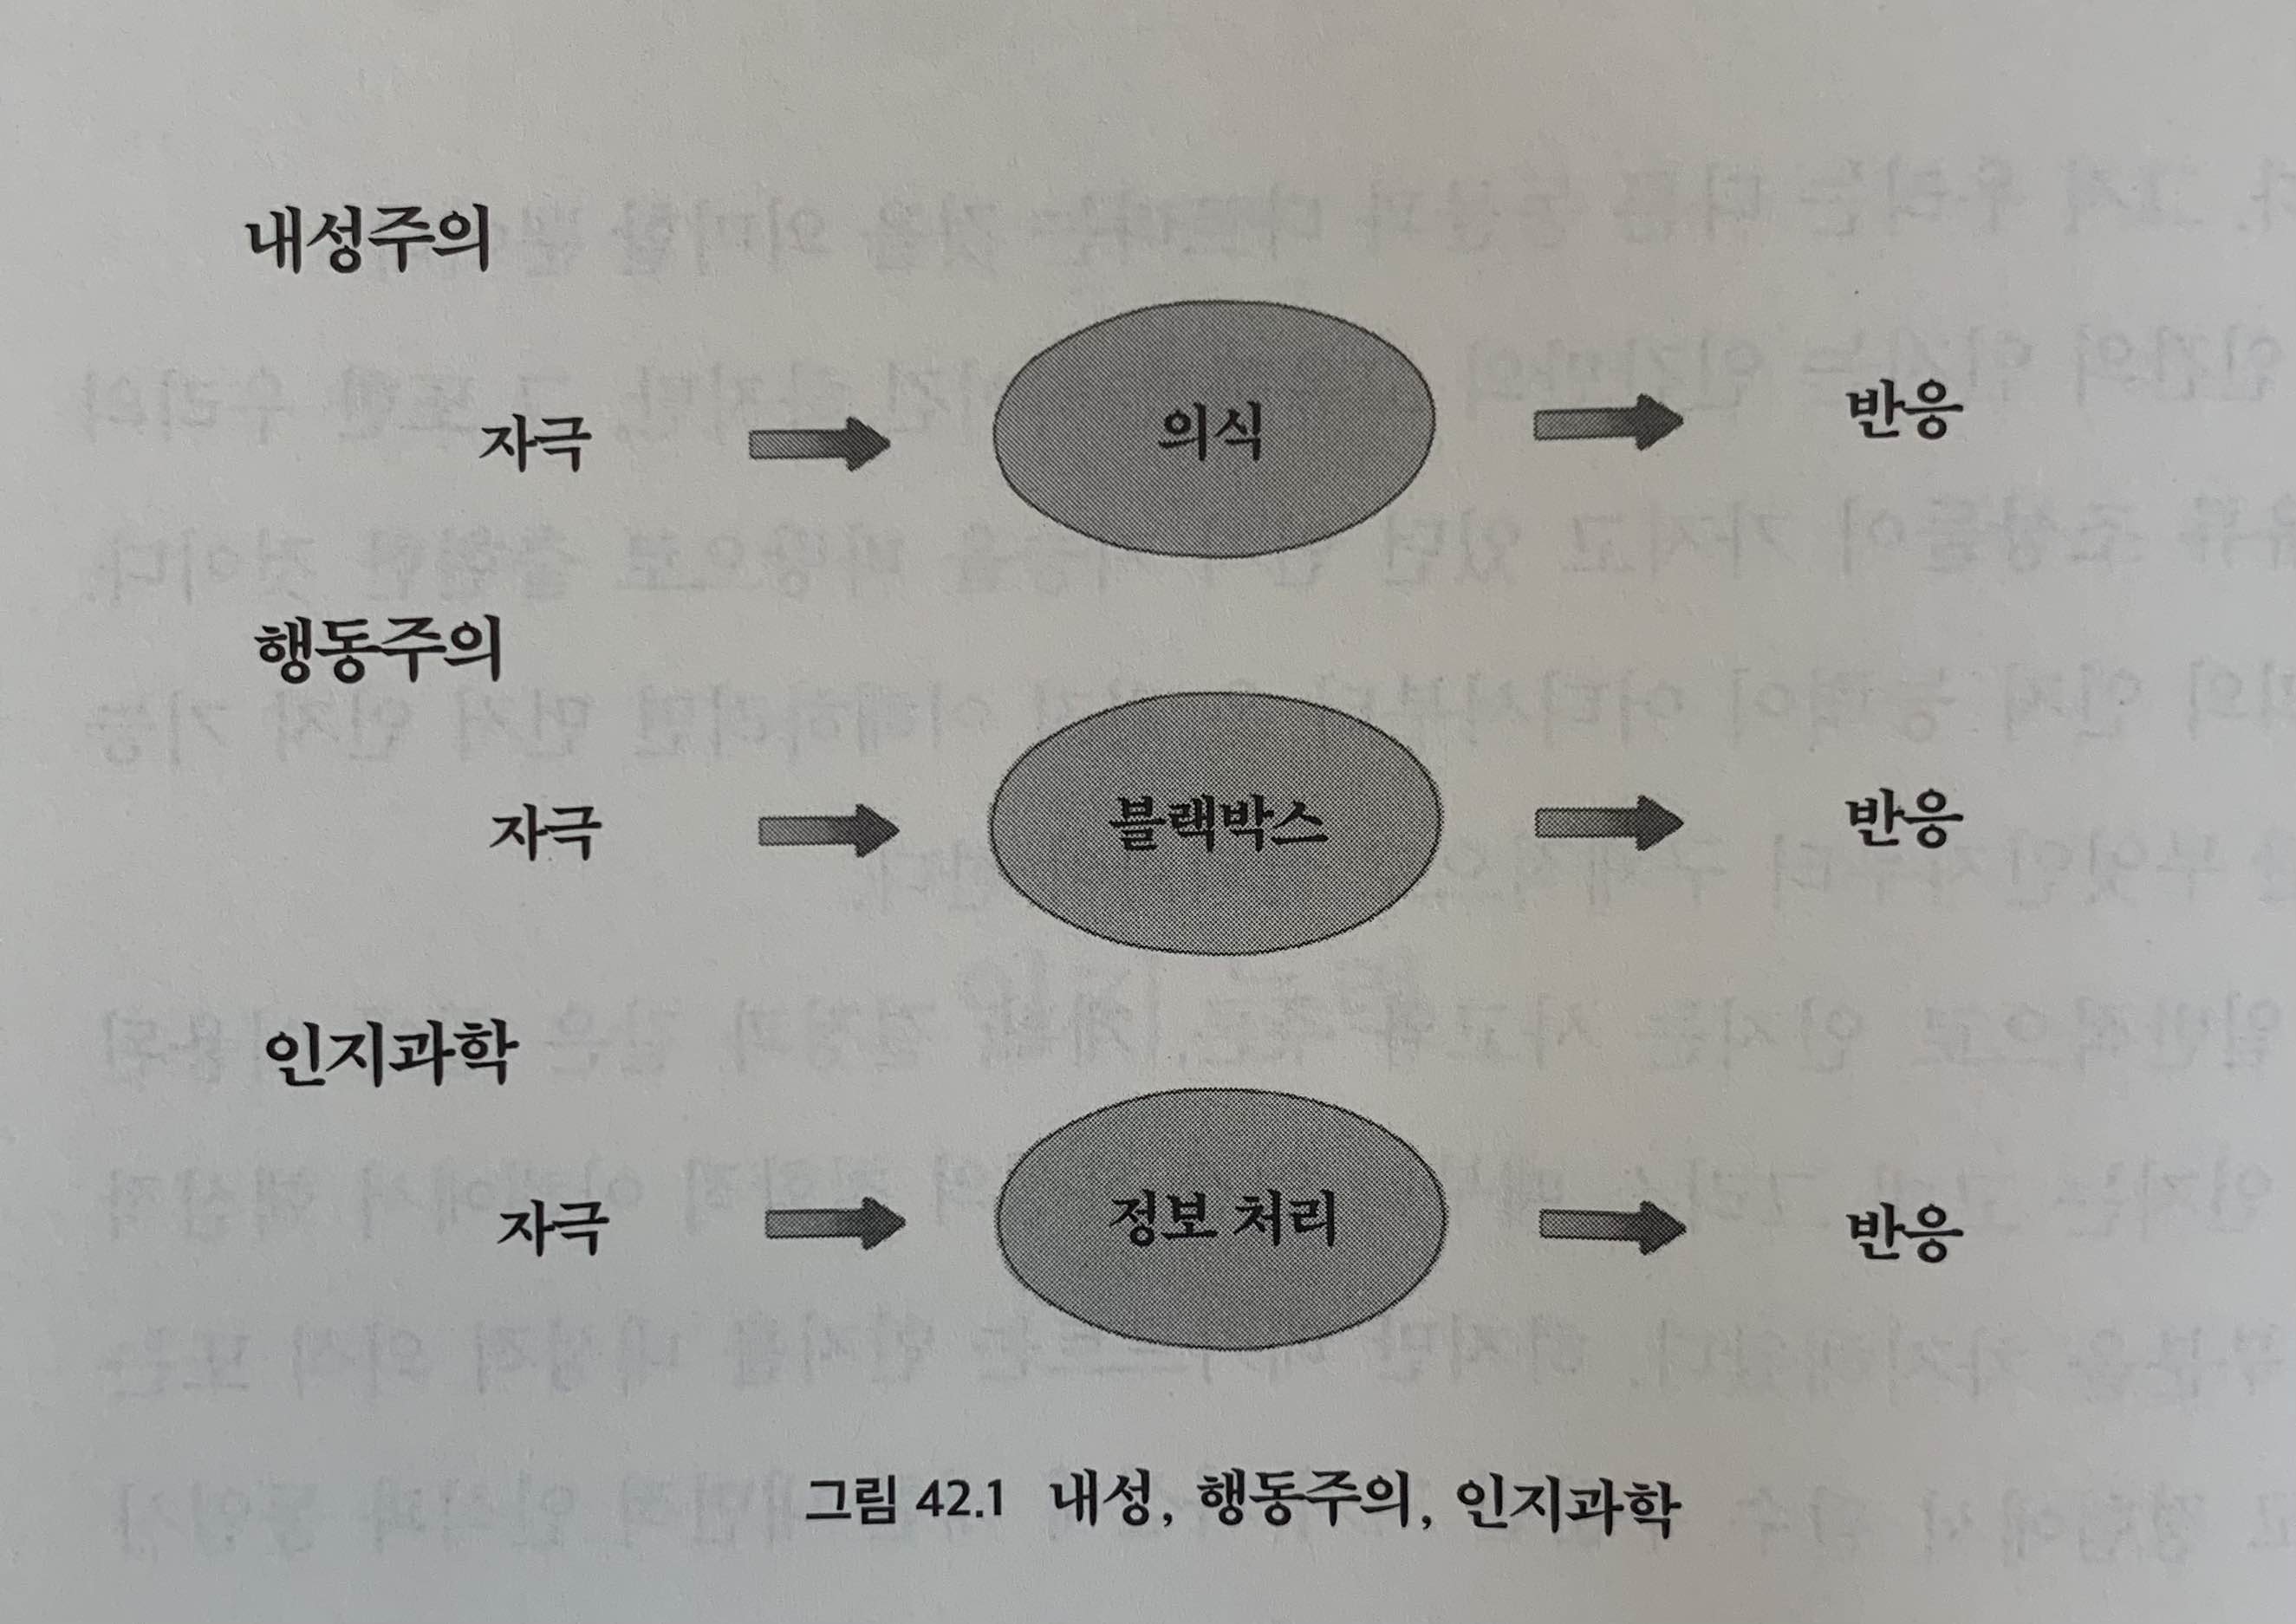 내성주의
자극 의식 반응
행동주의
자극 블랙박스 반응
인지과학
자극 정보 처리 반응
그림 42.1 내성, 행동주의, 인지과학